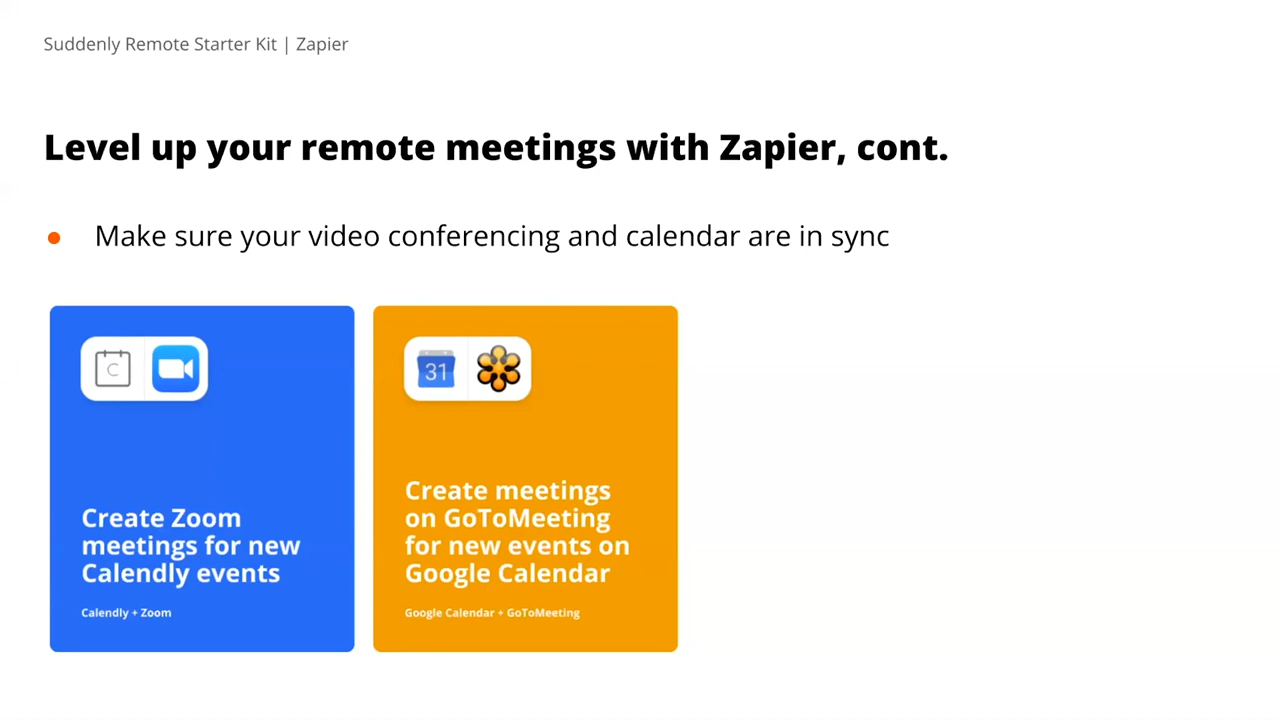 Suddenly Remote Starter Kit | Zapier
Level up your remote meetings with Zapier, cont.
● Make sure your video conferencing and calendar are in sync
C
Create Zoom
meetings for new
Calendly events
Calendly + Zoom
31
Create meetings
on GoToMeeting
for new events on
Google Calendar
Google Calendar + GoToMeeting